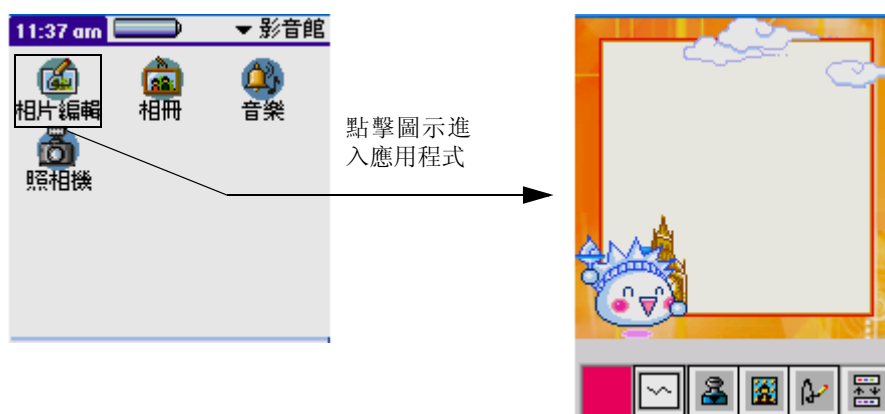 11:37 am
影音館
相片編輯
相冊
音樂
照相機
點擊圖示進
入應用程式